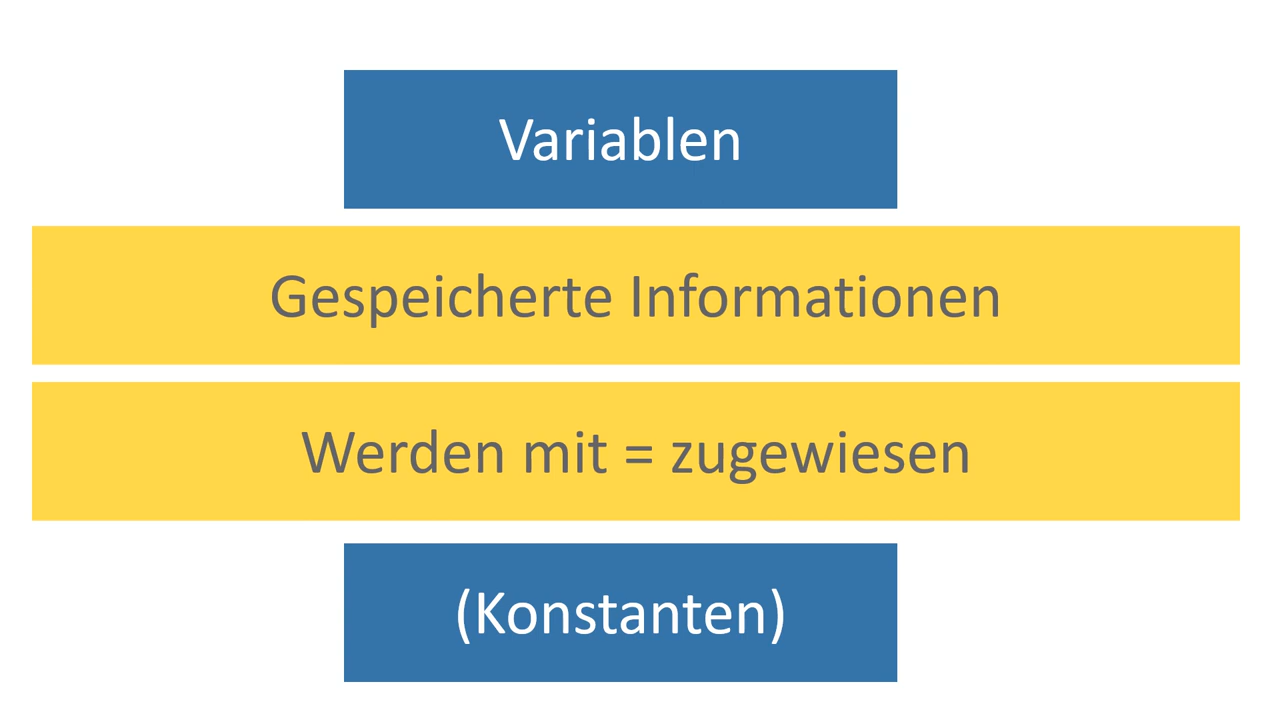 Variablen
Gespeicherte Informationen
Werden mit = zugewiesen
(Konstanten)